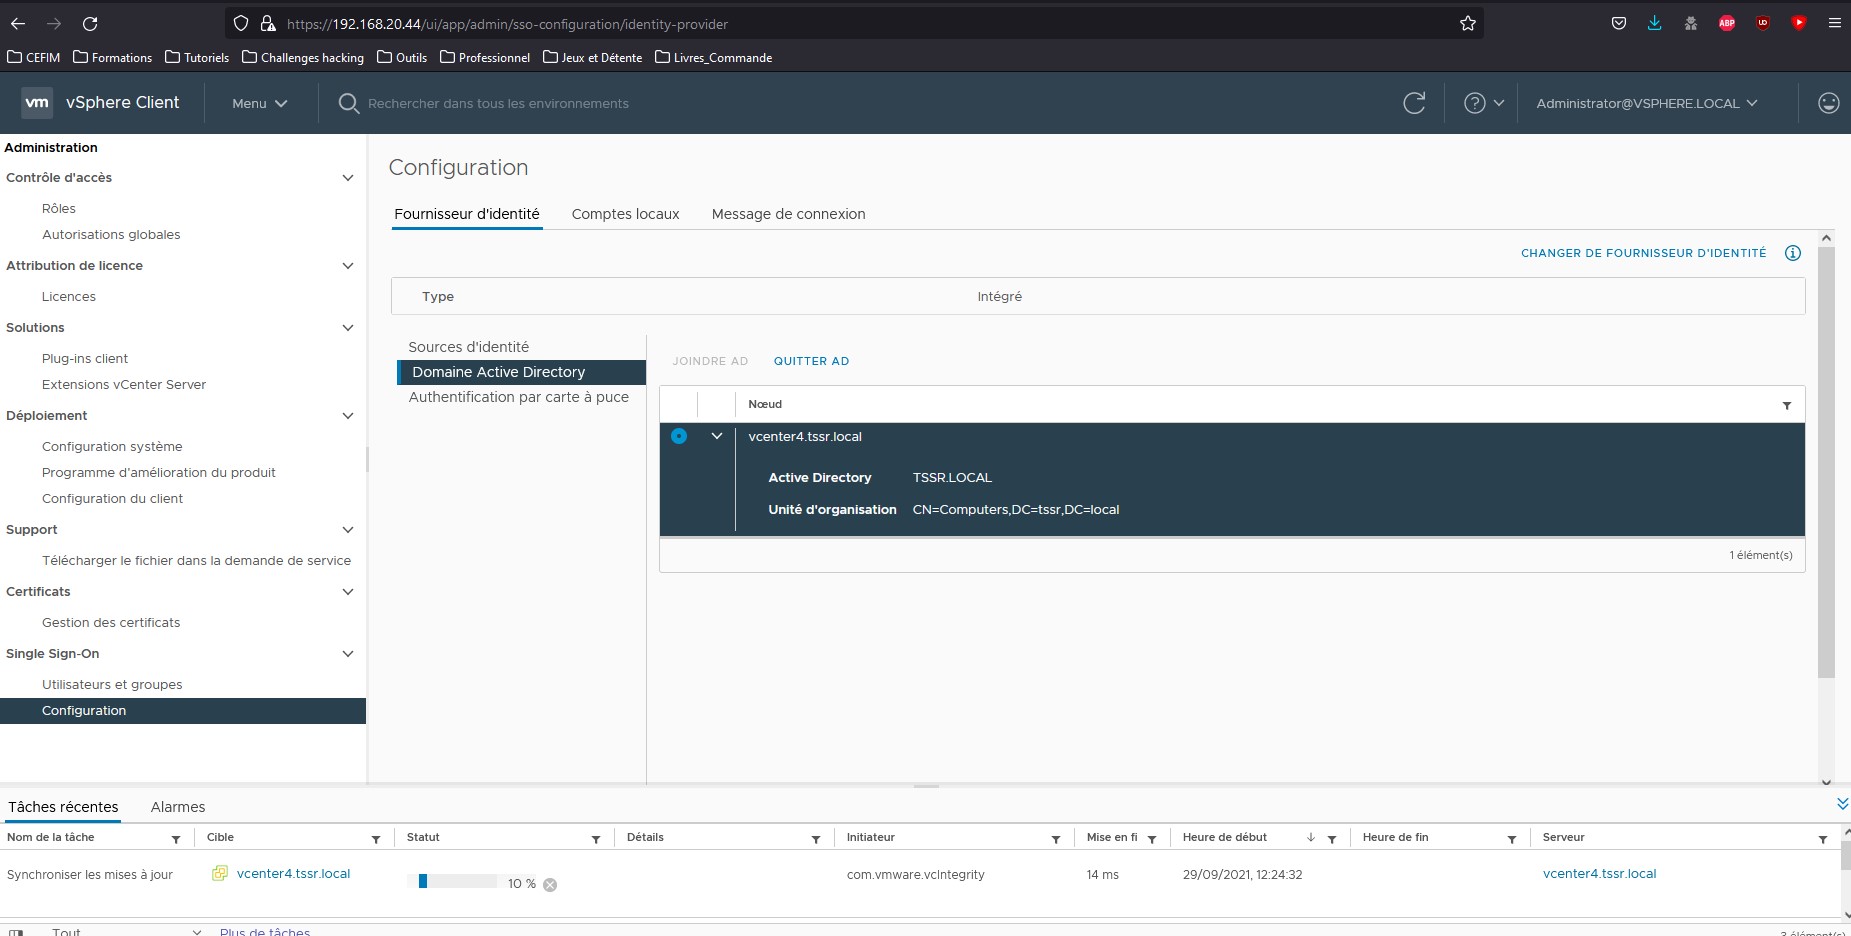 https://192.168.20.44/ui/app/admin/sso-configuration/identity-provider
ABP
CEFIM Formations Tutoriels Challenges hacking Outils Professionnel Jeux et Détente Livres_Commande
vm vSphere Client Menu Rechercher dans tous les environnements Administrator@VSPHERE.LOCAL
Administration
Contrôle d'accès
Rôles
Autorisations globales
Attribution de licence
Licences
Solutions
Plug-ins client
Extensions vCenter Server
Déploiement
Configuration système
Programme d'amélioration du produit
Configuration du client
Support
Télécharger le fichier dans la demande de service
Certificats
Gestion des certificats
Single Sign-On
Utilisateurs et groupes
Configuration
Configuration
Fournisseur d'identité Comptes locaux Message de connexion
CHANGER DE FOURNISSEUR D'IDENTITÉ
Type Intégré
Sources d'identité
Domaine Active Directory
Authentification par carte à puce
JOINDRE AD QUITTER AD
Nœud
vcenter4.tssr.local
Active Directory TSSR.LOCAL
Unité d'organisation CN=Computers,DC=tssr,DC=local
1 élément(s)
Tâches récentes Alarmes
Nom de la tâche Cible Statut Détails Initiateur Mise en fi Heure de début Heure de fin Serveur
Synchroniser les mises à jour vcenter4.tssr.local 10 % com.vmware.vcIntegrity 14 ms 29/09/2021, 12:24:32 vcenter4.tssr.local
Tout Plus de tâches 3 élément(s)